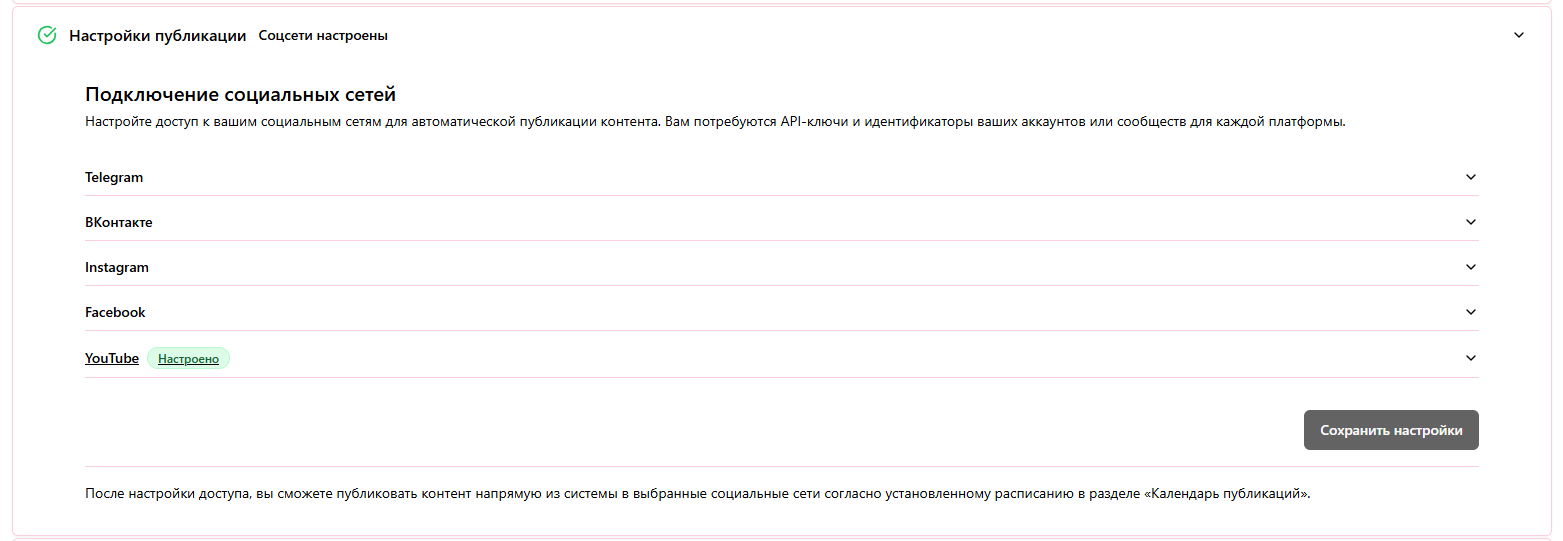 Настройки публикации Соцсети настроены
Подключение социальных сетей
Настройте доступ к вашим социальным сетям для автоматической публикации контента. Вам потребуются API-ключи и идентификаторы ваших аккаунтов или сообществ для каждой платформы.
Telegram
ВКонтакте
Instagram
Facebook
YouTube Настроено
Сохранить настройки
После настройки доступа, вы сможете публиковать контент напрямую из системы в выбранные социальные сети согласно установленному расписанию в разделе «Календарь публикаций».